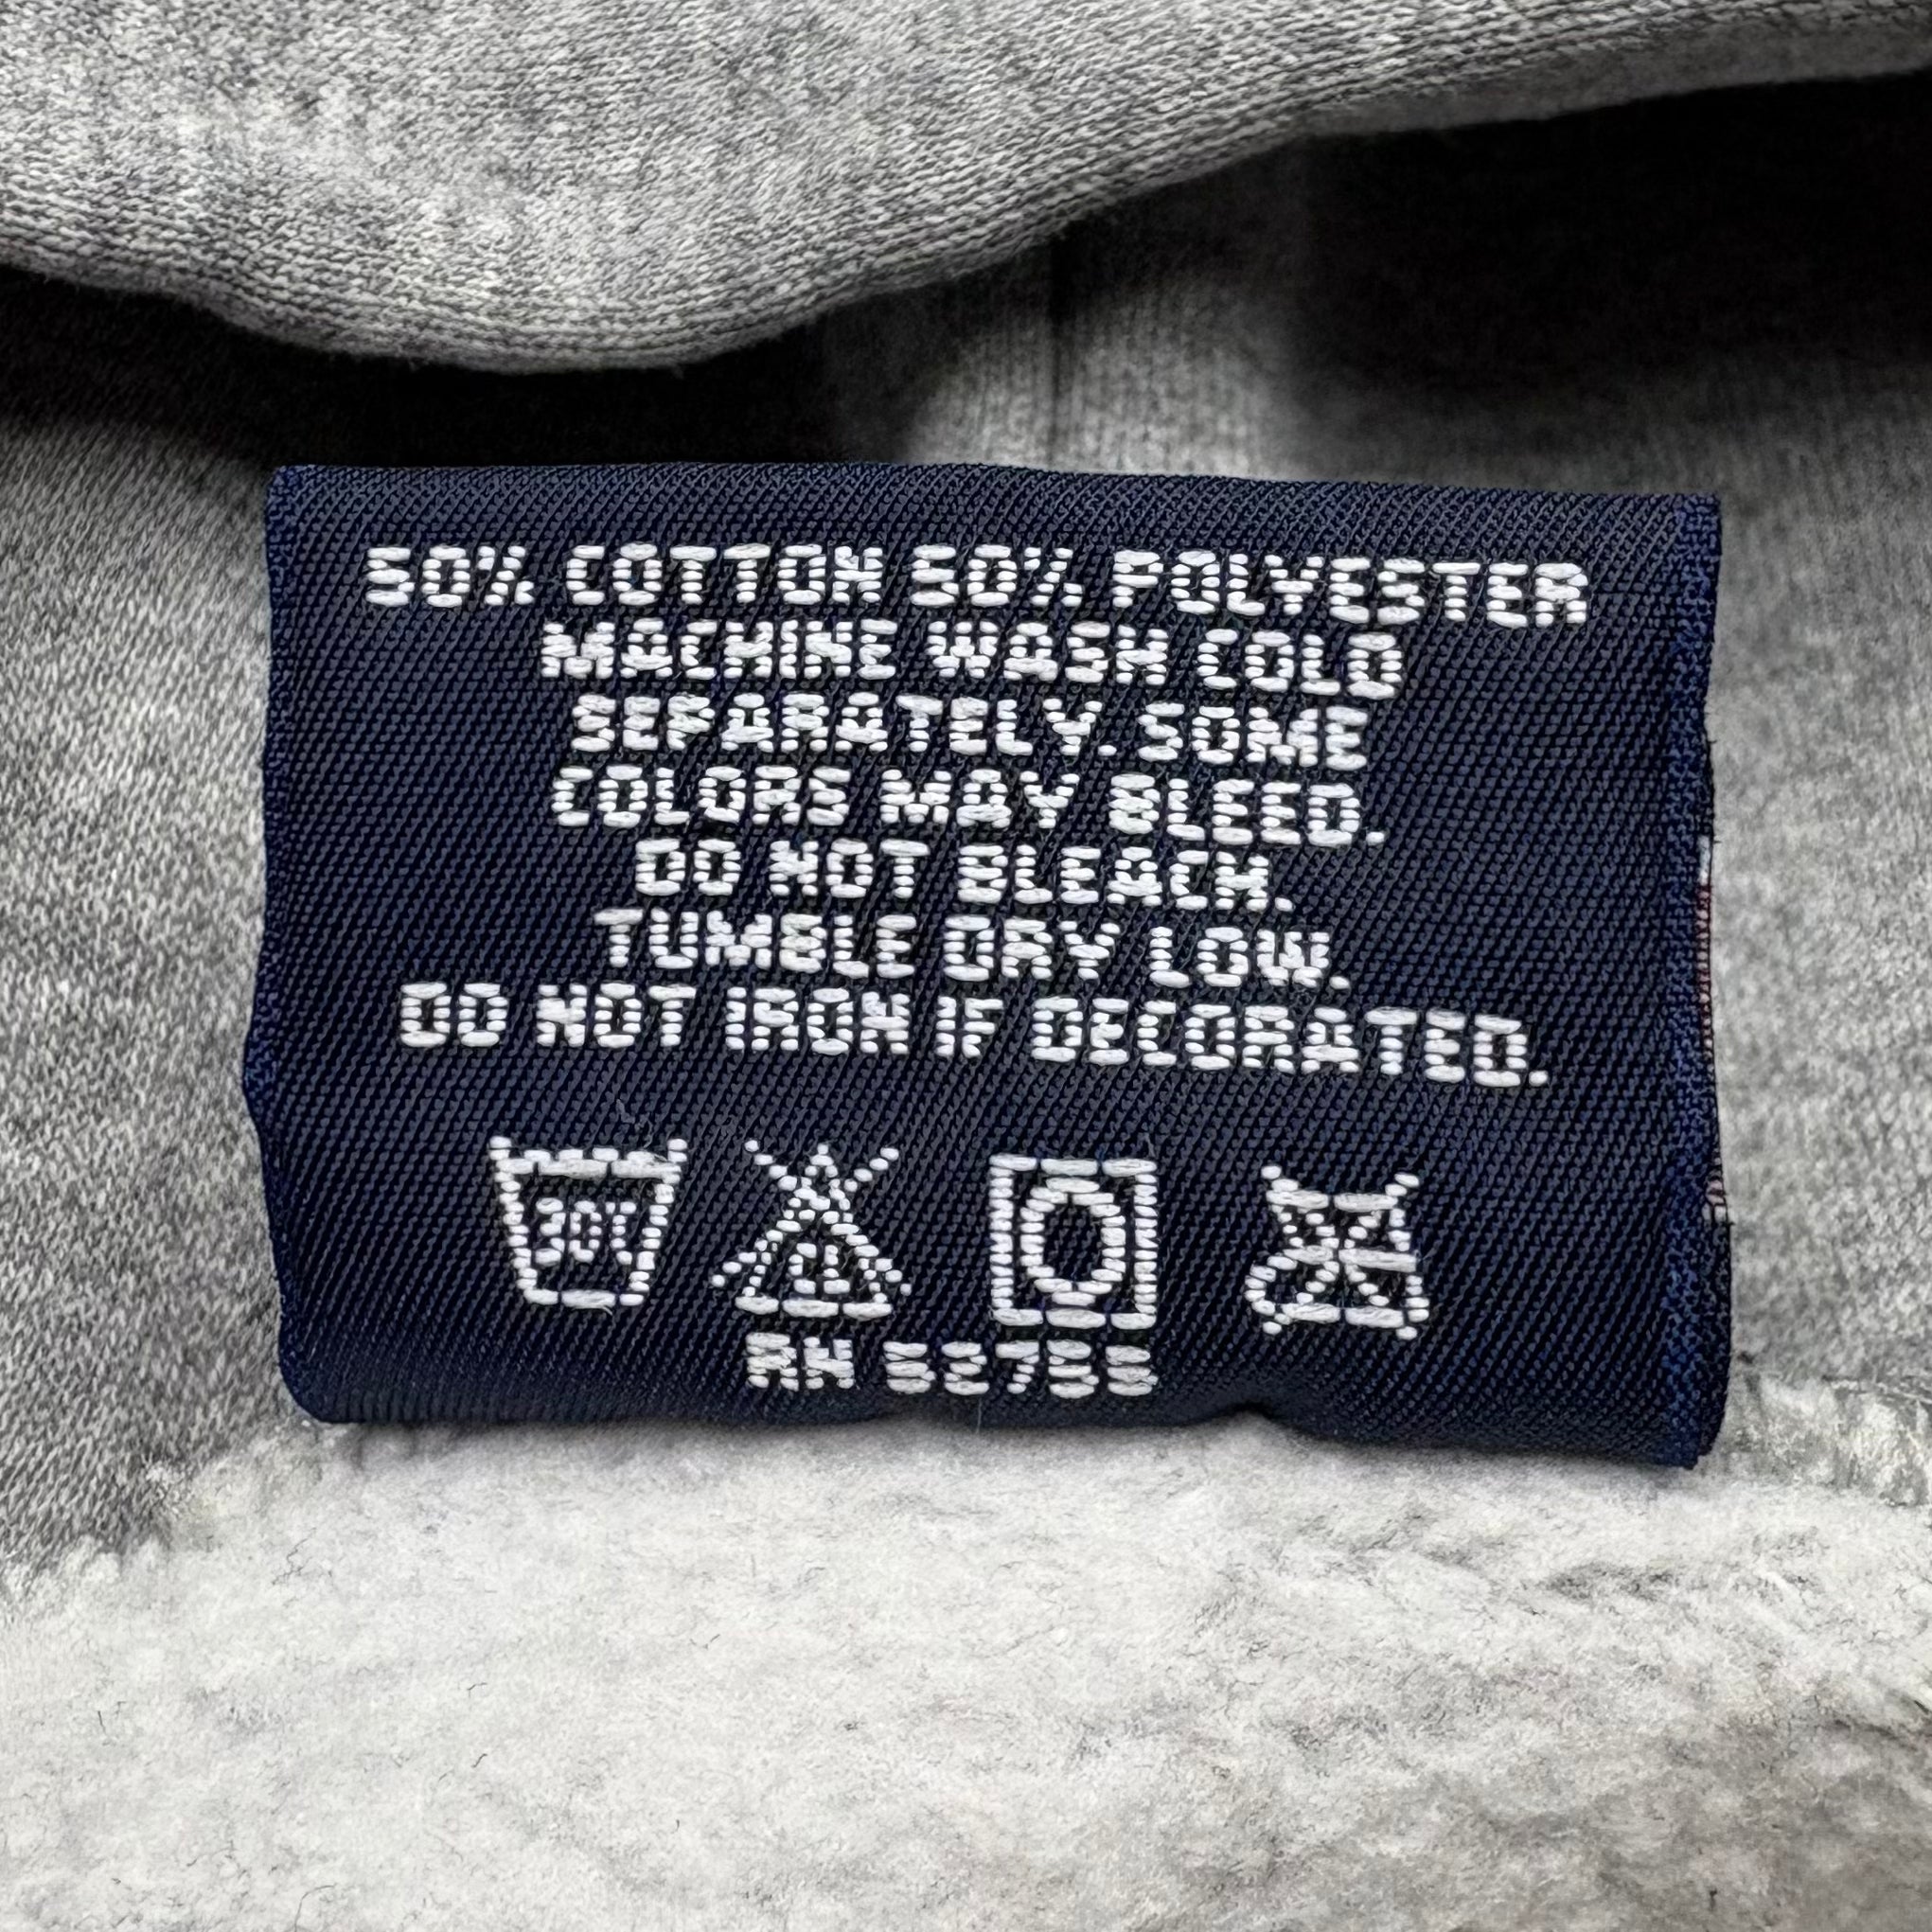 50% COTTON 50% POLYESTER
MACHINE WASH COLD
SEPARATELY. SOME
COLORS MAY BLEED.
DO NOT BLEACH.
TUMBLE DRY LOW.
DO NOT IRON IF DECORATED.
30°C
CL
RN